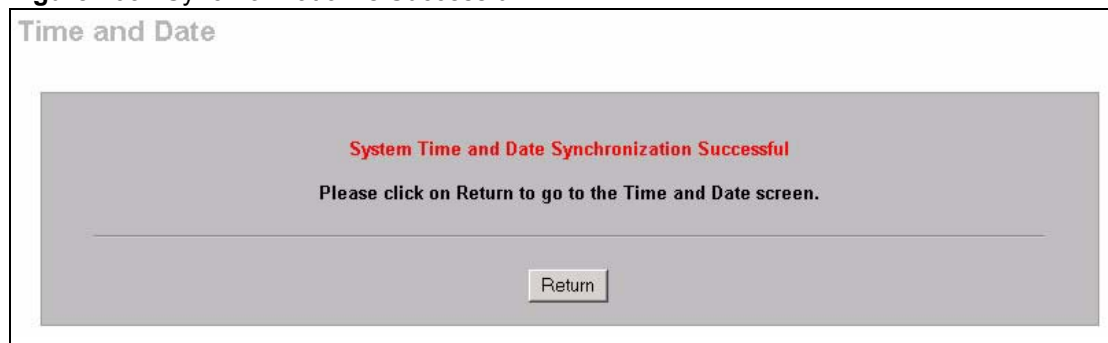 Time and Date
System Time and Date Synchronization Successful
Please click on Return to go to the Time and Date screen.
Return